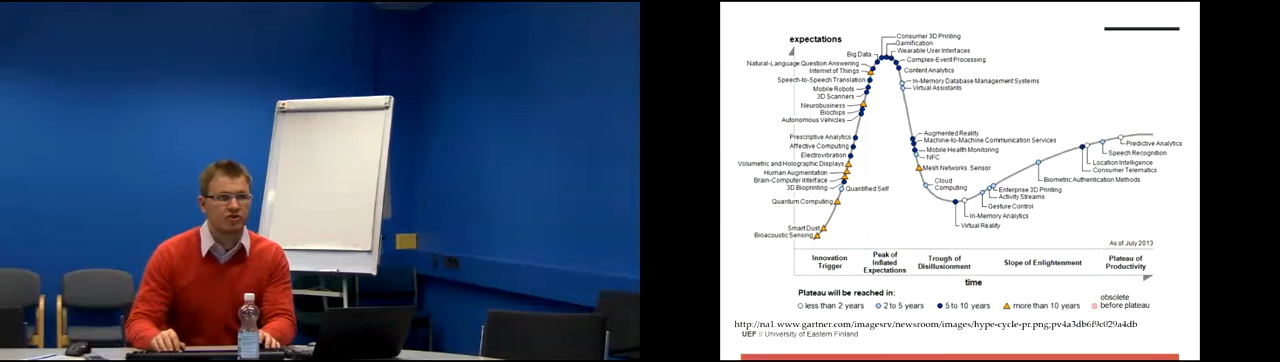 expectations
Consumer 3D Printing
Gamification
Wearable User Interfaces
Big Data
Complex-Event Processing
Natural-Language Question Answering
Content Analytics
Internet of Things
Speech-to-Speech Translation
In-Memory Database Management Systems
Mobile Robots
Virtual Assistants
3D Scanners
Neurobusiness
Biochips
Autonomous Vehicles
Augmented Reality
Prescriptive Analytics
Machine-to-Machine Communication Services
Predictive Analytics
Affective Computing
Mobile Health Monitoring
Speech Recognition
Electrovibration
NFC
Location Intelligence
Volumetric and Holographic Displays
Mesh Networks Sensor
Consumer Telematics
Human Augmentation
Brain-Computer Interface
Cloud
Computing
Biometric Authentication Methods
3D Bioprinting
Quantified Self
Enterprise 3D Printing
Activity Streams
Quantum Computing
Gesture Control
In-Memory Analytics
Virtual Reality
Smart Dust
Bioacoustic Sensing
As of July 2013
Innovation
Trigger
Peak of
Inflated
Expectations
Trough of
Disillusionment
Slope of Enlightenment
Plateau of
Productivity
time
Plateau will be reached in:
less than 2 years
2 to 5 years
5 to 10 years
more than 10 years
obsolete
before plateau
http://na1.www.gartner.com/imagesrv/newsroom/images/hype-cycle-pr.png;pv4a3db6f9c029a4db
UEF // University of Eastern Finland